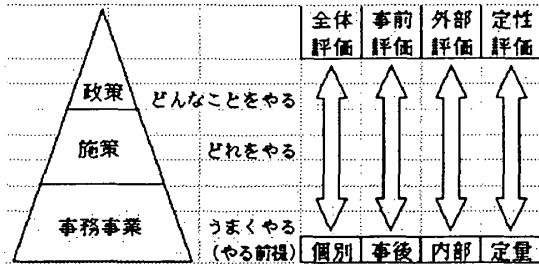 全体 事前 外部 定性
評価 評価 評価 評価
政策 どんなことをやる
施策 どれをやる
事務事業 うまくやる
(やる前提) 個別 事後 内部 定量